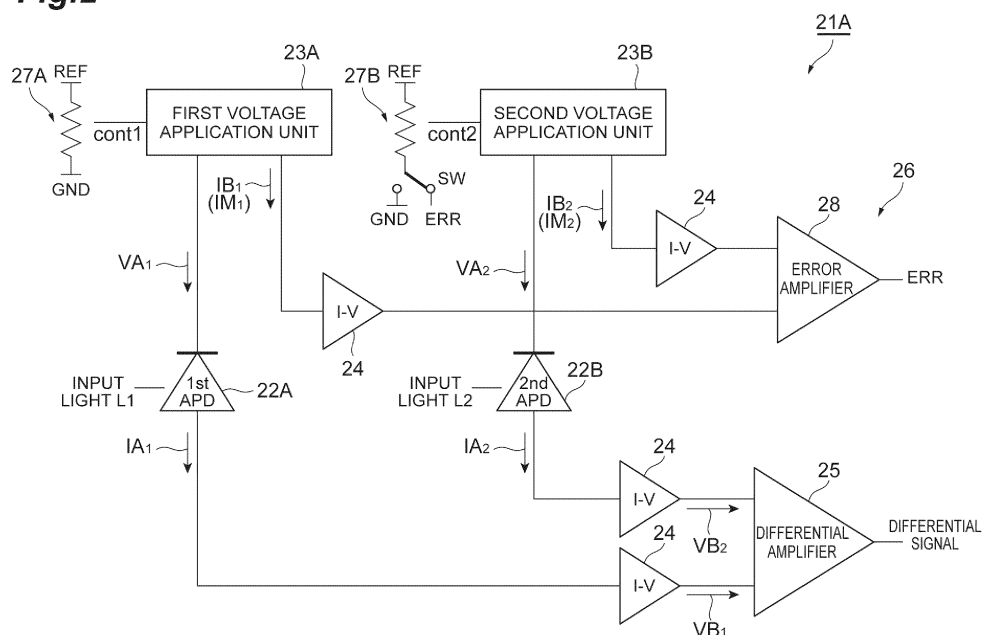 Fig.2
21A
23A
23B
27A
REF
27B
REF
FIRST VOLTAGE
APPLICATION UNIT
SECOND VOLTAGE
APPLICATION UNIT
cont1
cont2
GND
IB1
(IM1)
SW
GND
ERR
IB2
(IM2)
24
26
28
I-V
VA1
VA2
ERROR
AMPLIFIER
ERR
I-V
24
INPUT
LIGHT L1
1st
APD
22A
INPUT
LIGHT L2
2nd
APD
22B
IA1
IA2
24
25
I-V
VB2
DIFFERENTIAL
AMPLIFIER
DIFFERENTIAL
SIGNAL
24
I-V
VB1